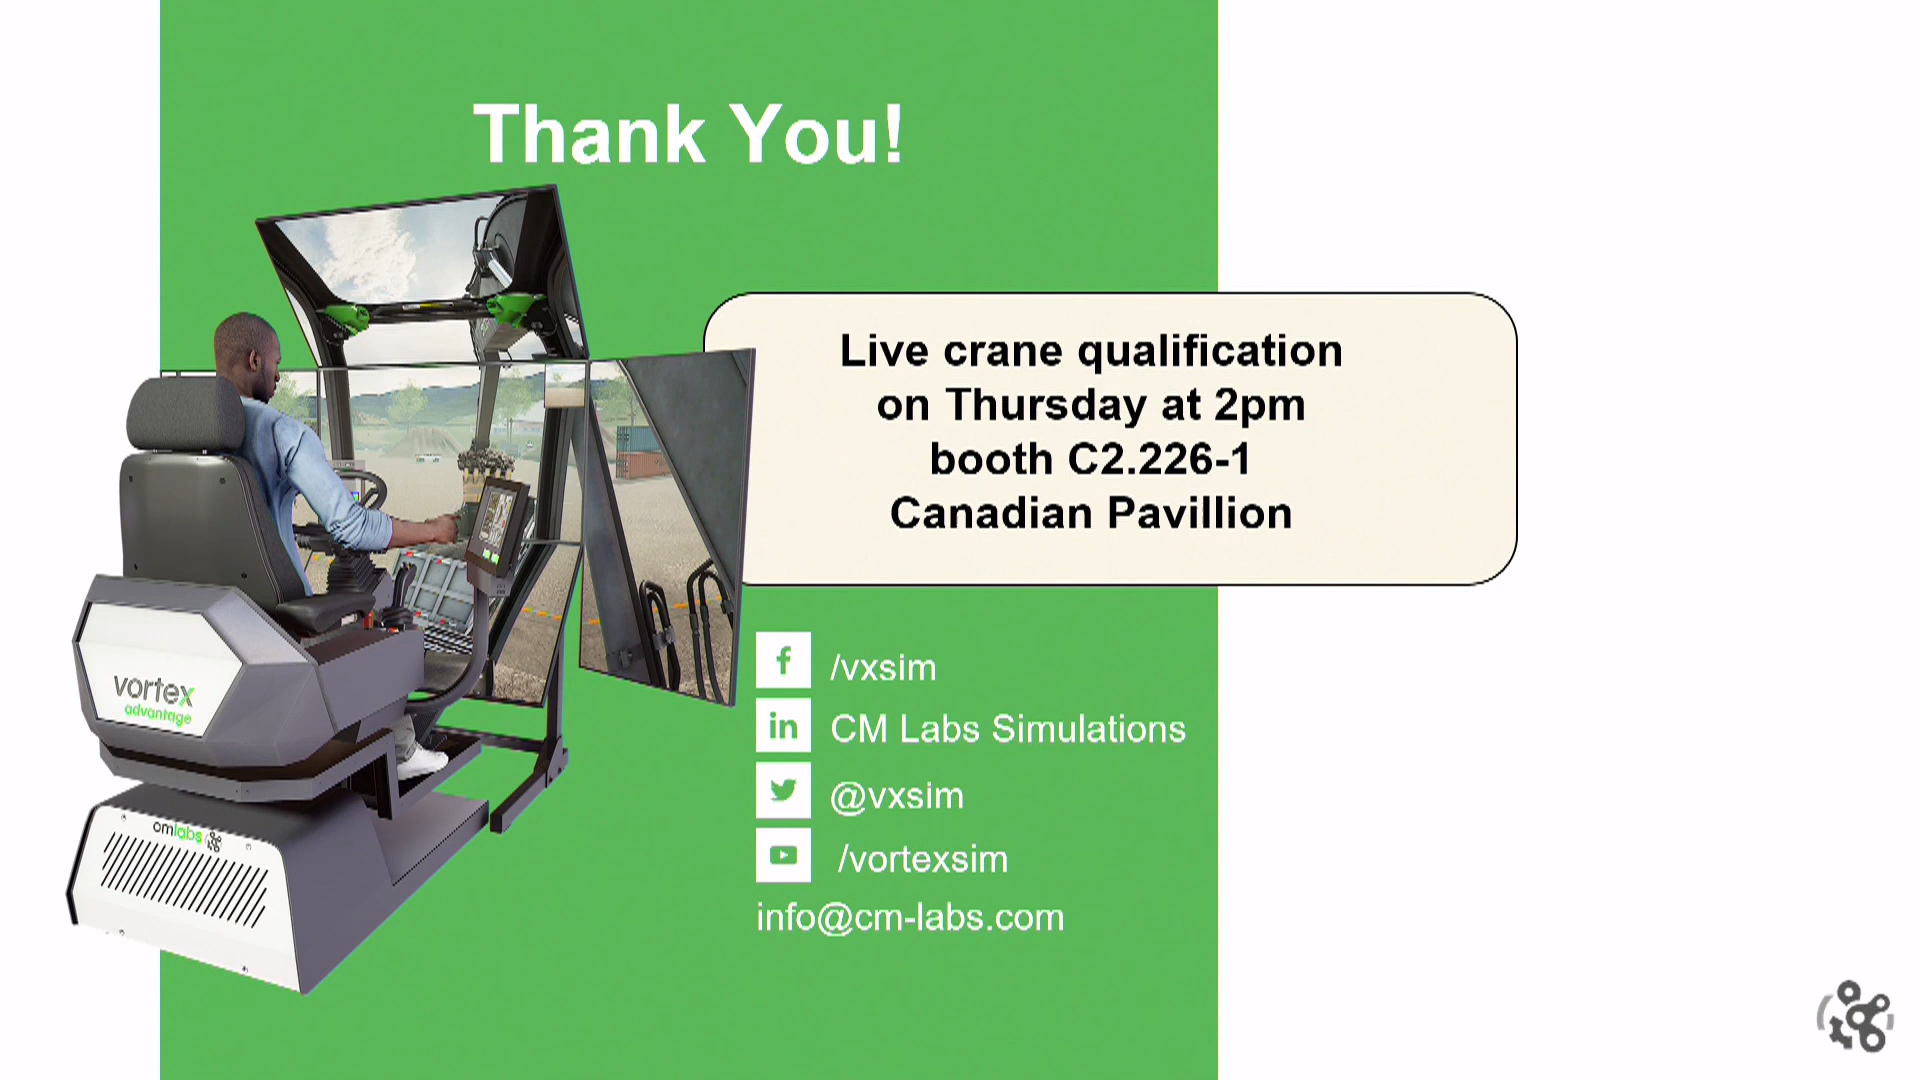 Thank You!
Live crane qualification
on Thursday at 2pm
booth C2.226-1
Canadian Pavillion
/vxsim
CM Labs Simulations
@vxsim
/vortexsim
info@cm-labs.com
vortex
advantage
cmlabs